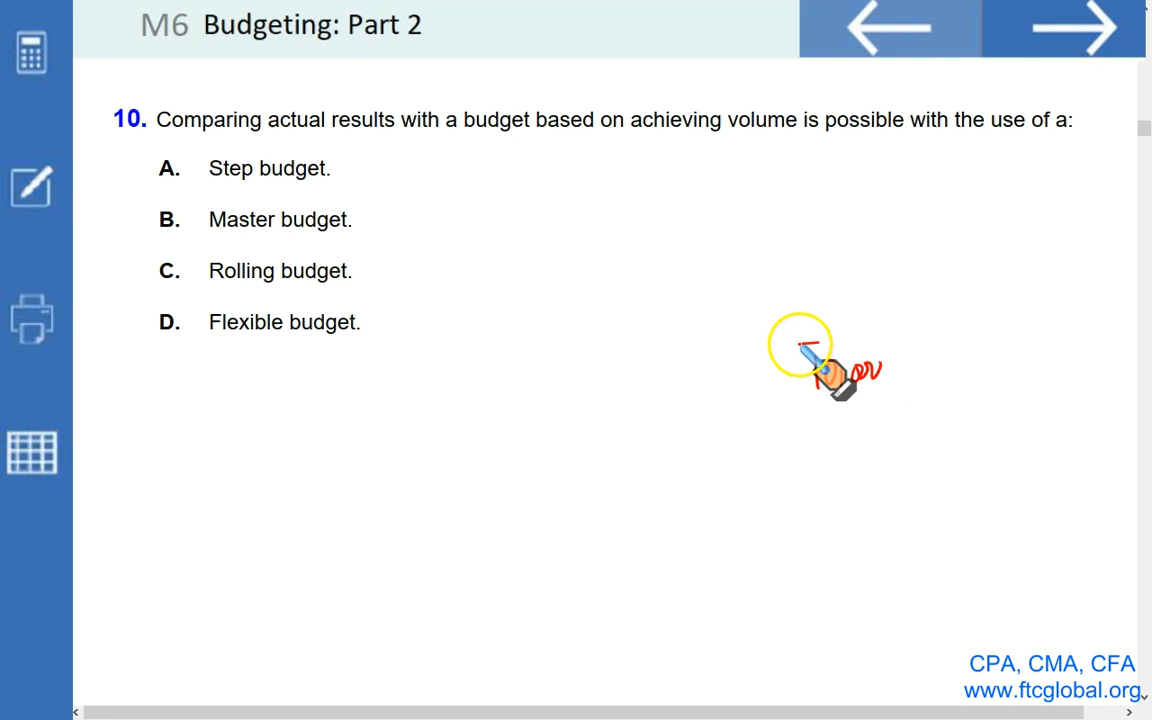 M6 Budgeting: Part 2
10. Comparing actual results with a budget based on achieving volume is possible with the use of a:
A. Step budget.
B. Master budget.
C. Rolling budget.
D. Flexible budget.
CPA, CMA, CFA
www.ftcglobal.org